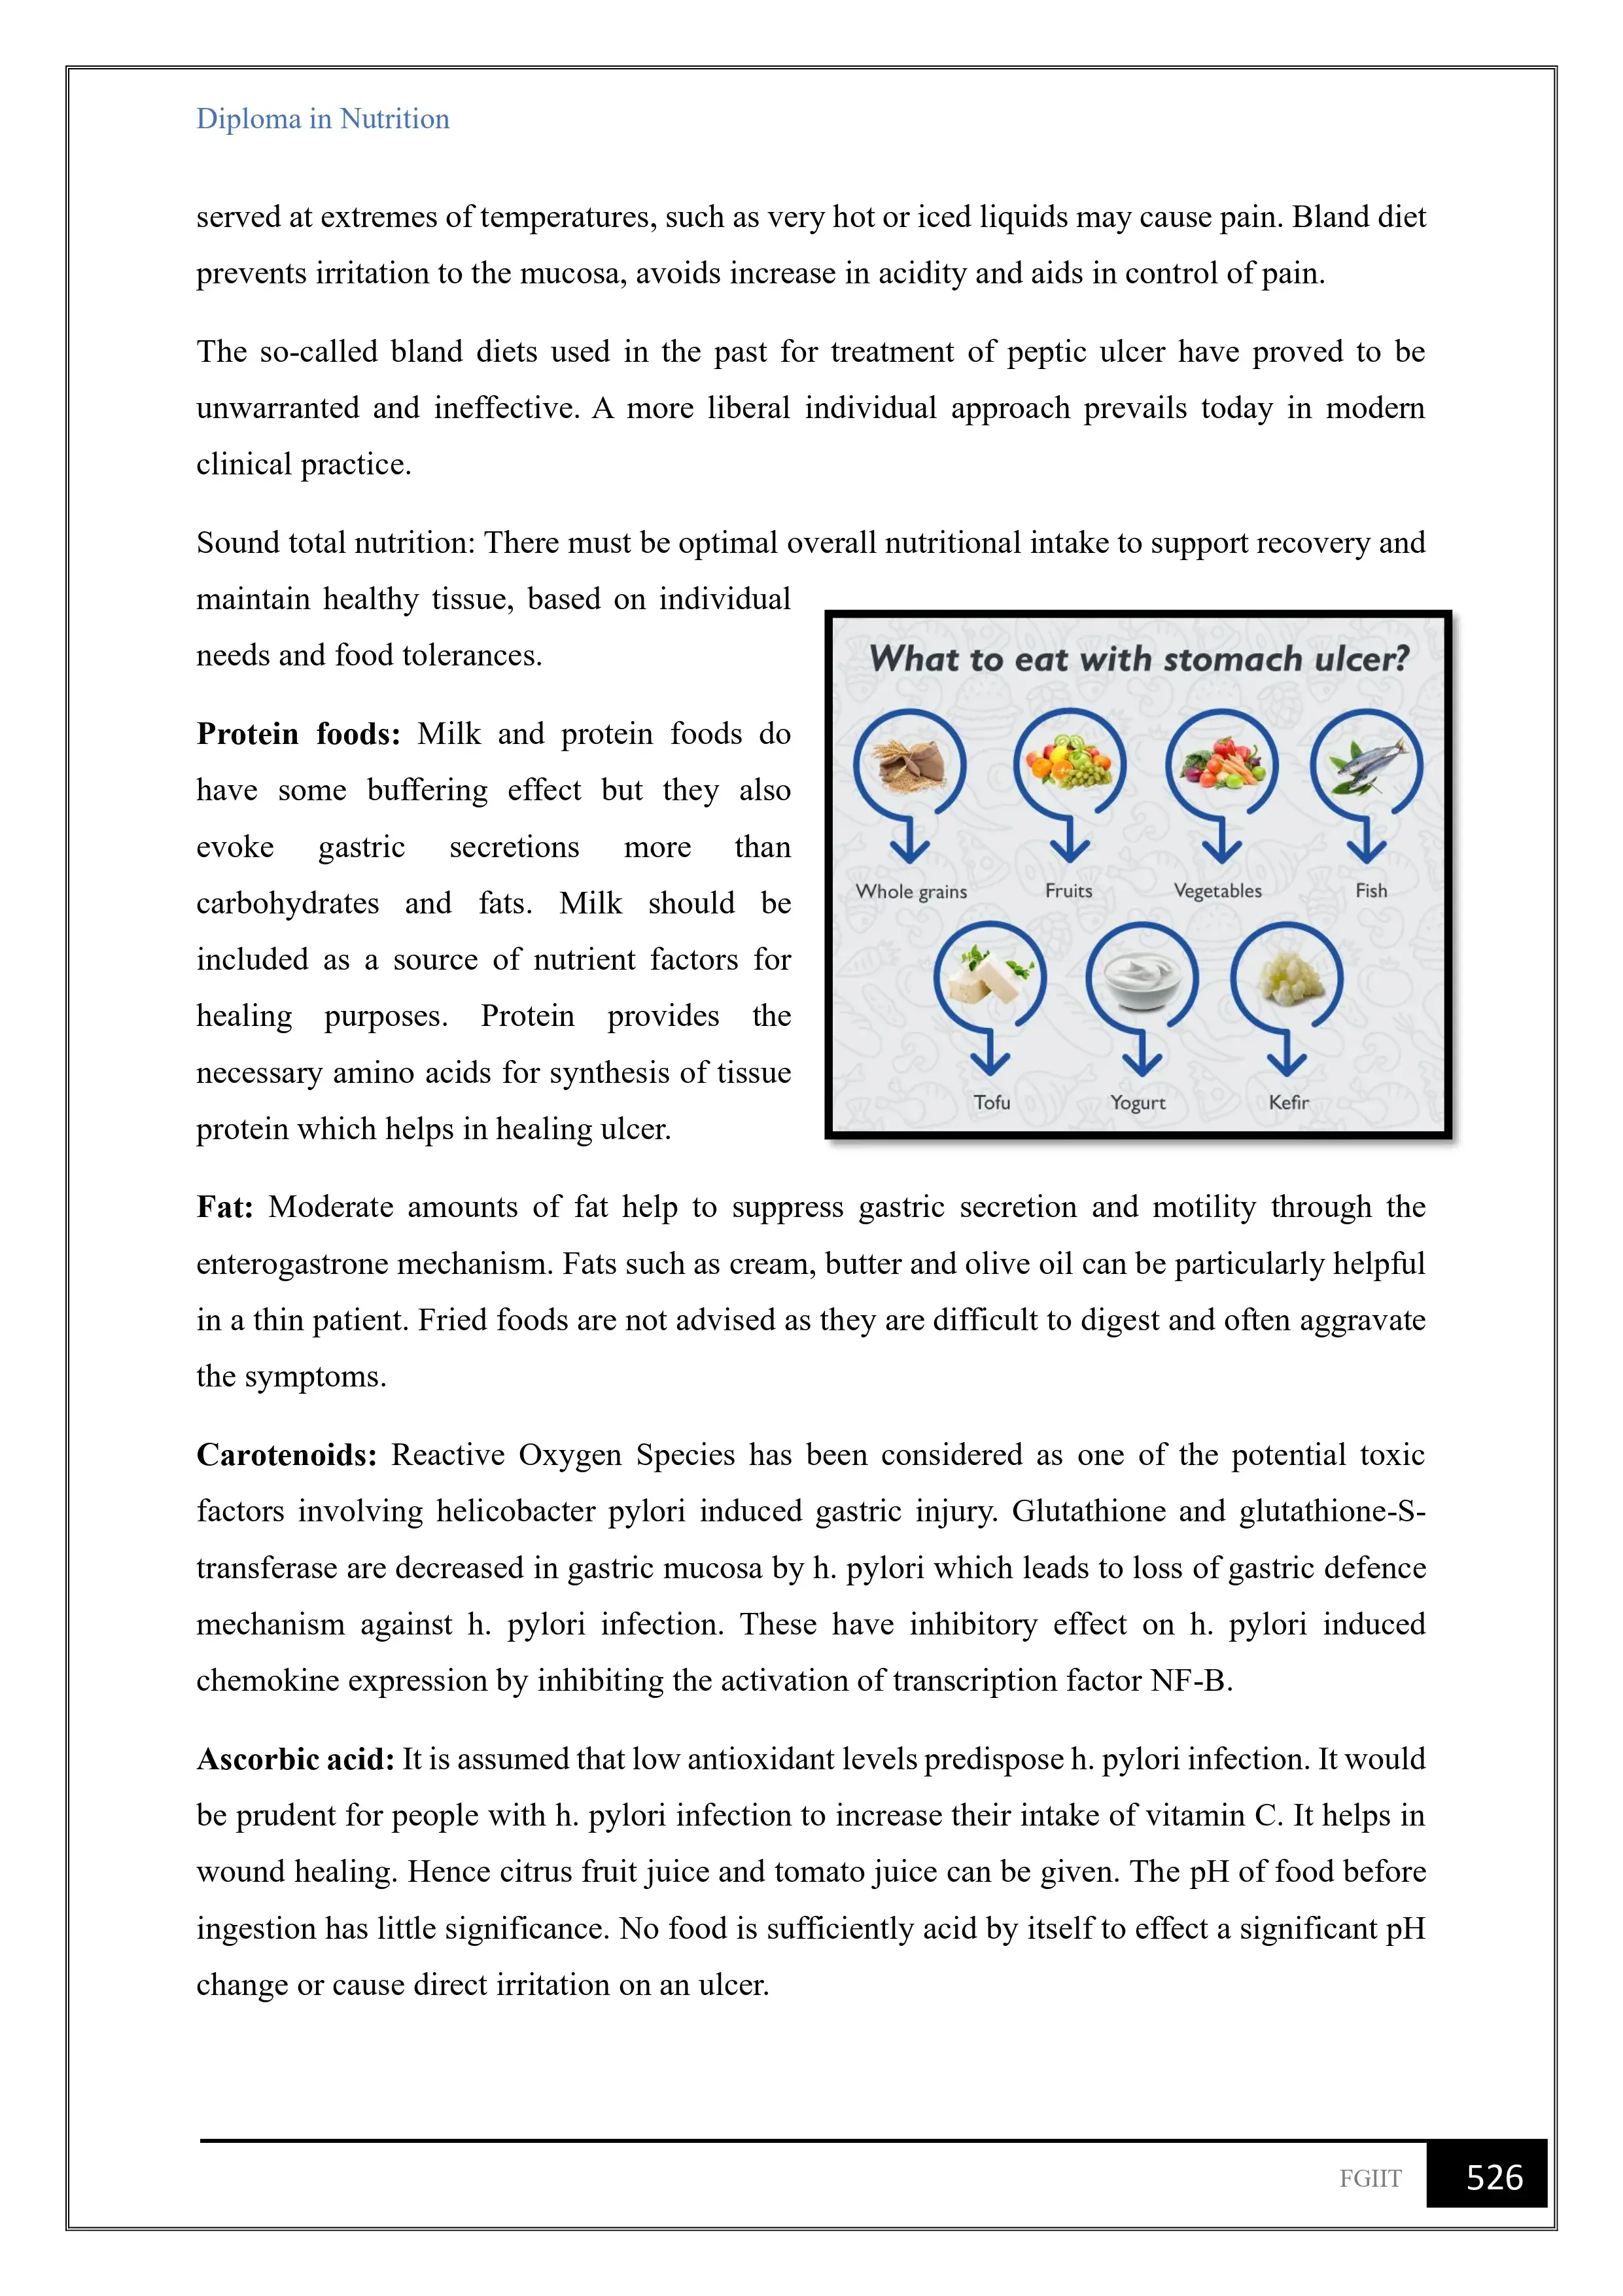 Diploma in Nutrition
served at extremes of temperatures, such as very hot or iced liquids may cause pain. Bland diet
prevents irritation to the mucosa, avoids increase in acidity and aids in control of pain.
The so-called bland diets used in the past for treatment of peptic ulcer have proved to be
unwarranted and ineffective. A more liberal individual approach prevails today in modern
clinical practice.
Sound total nutrition: There must be optimal overall nutritional intake to support recovery and
maintain healthy tissue, based on individual
needs and food tolerances.
Protein foods: Milk and protein foods do
have some buffering effect but they also
evoke gastric secretions more than
carbohydrates and fats. Milk should be
included as a source of nutrient factors for
healing purposes. Protein provides the
necessary amino acids for synthesis of tissue
protein which helps in healing ulcer.
What to eat with stomach ulcer?
Whole grains Fruits Vegetables Fish
Tofu Yogurt Kefir
Fat: Moderate amounts of fat help to suppress gastric secretion and motility through the
enterogastrone mechanism. Fats such as cream, butter and olive oil can be particularly helpful
in a thin patient. Fried foods are not advised as they are difficult to digest and often aggravate
the symptoms.
Carotenoids: Reactive Oxygen Species has been considered as one of the potential toxic
factors involving helicobacter pylori induced gastric injury. Glutathione and glutathione-S-
transferase are decreased in gastric mucosa by h. pylori which leads to loss of gastric defence
mechanism against h. pylori infection. These have inhibitory effect on h. pylori induced
chemokine expression by inhibiting the activation of transcription factor NF-B.
Ascorbic acid: It is assumed that low antioxidant levels predispose h. pylori infection. It would
be prudent for people with h. pylori infection to increase their intake of vitamin C. It helps in
wound healing. Hence citrus fruit juice and tomato juice can be given. The pH of food before
ingestion has little significance. No food is sufficiently acid by itself to effect a significant pH
change or cause direct irritation on an ulcer.
FGIIT 526